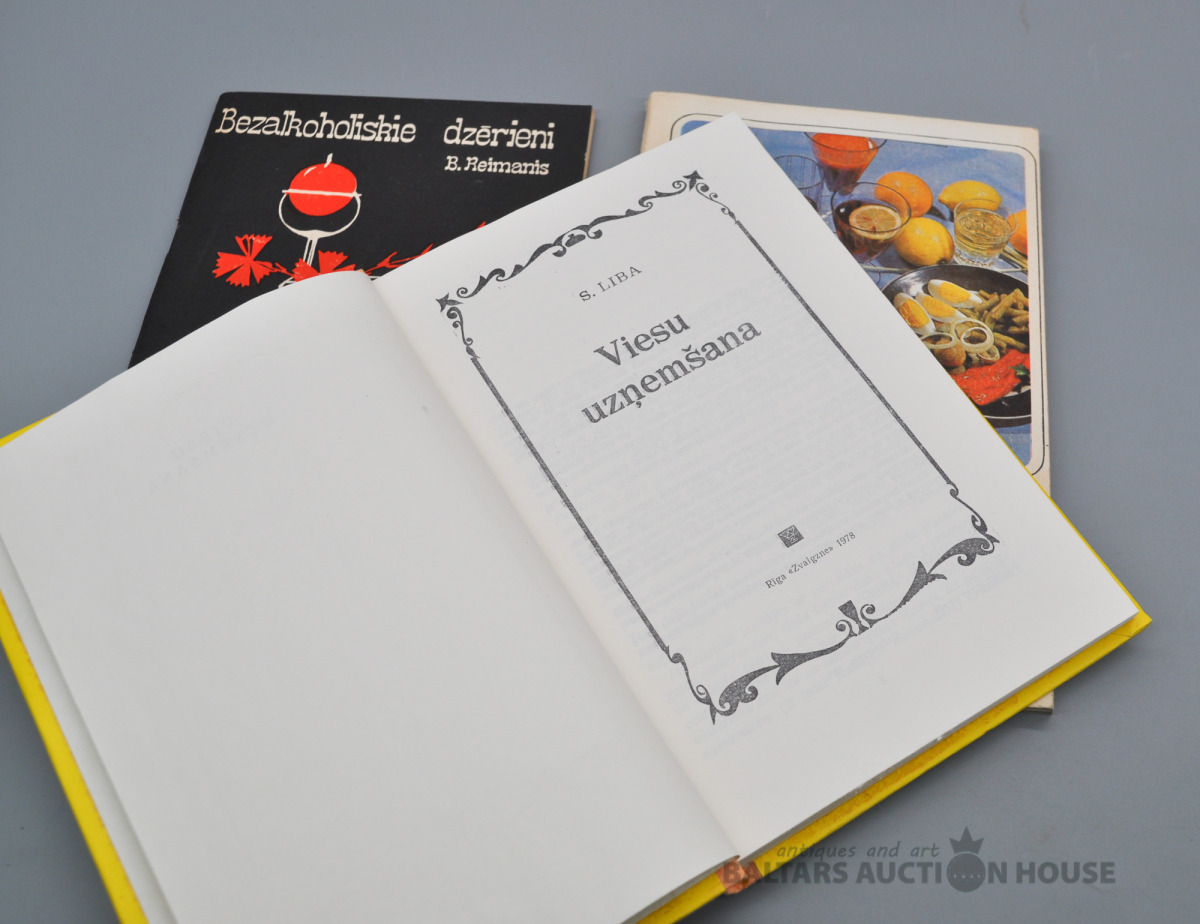 Bezalkoholiskie dzērieni
B. Reimanis
S. LIBA
Viesu
uzņemšana
Rīga «Zvaigzne» 1978
antiques and art
BALTARS AUCTION HOUSE